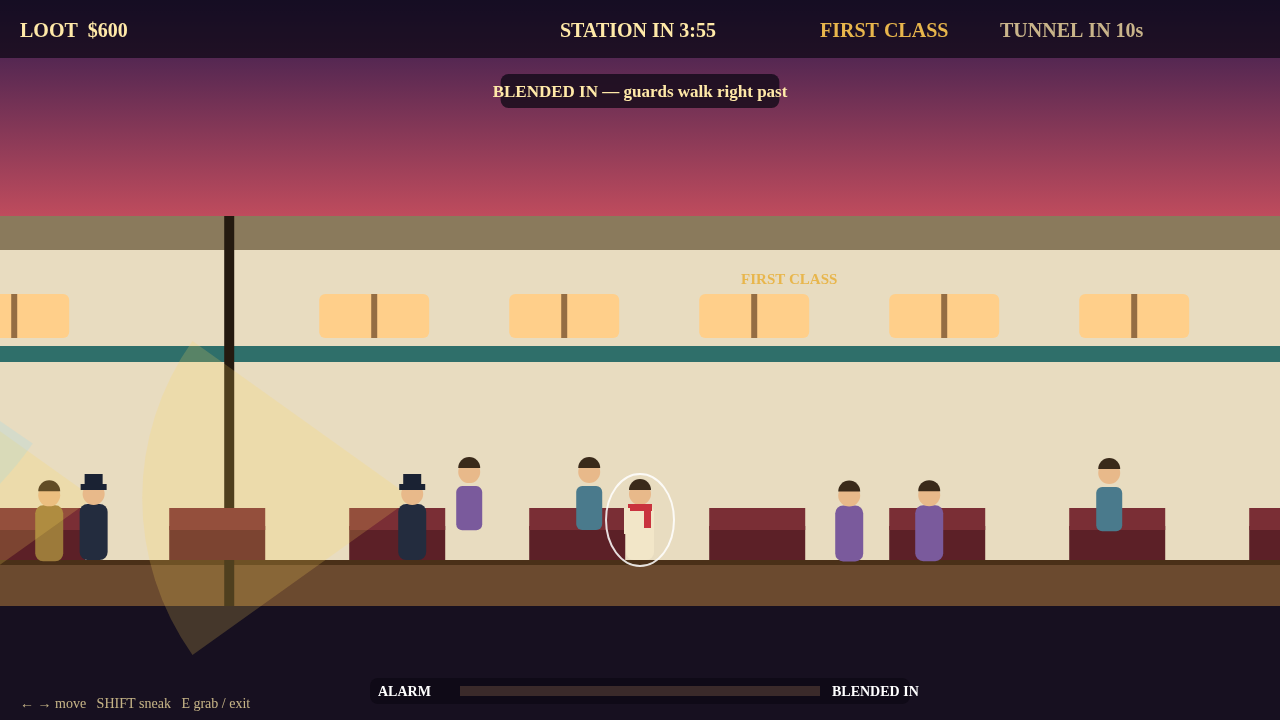 LOOT  $600
STATION IN 3:55
FIRST CLASS
TUNNEL IN 10s
BLENDED IN — guards walk right past
FIRST CLASS
ALARM
BLENDED IN
← → move   SHIFT sneak   E grab / exit